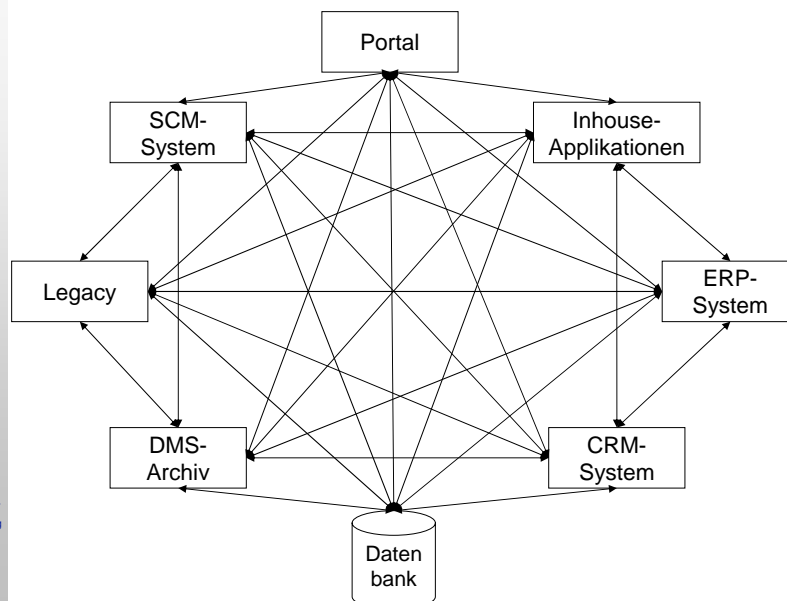 Portal
SCM-
System
Inhouse-
Applikationen
Legacy
ERP-
System
DMS-
Archiv
CRM-
System
Daten
bank